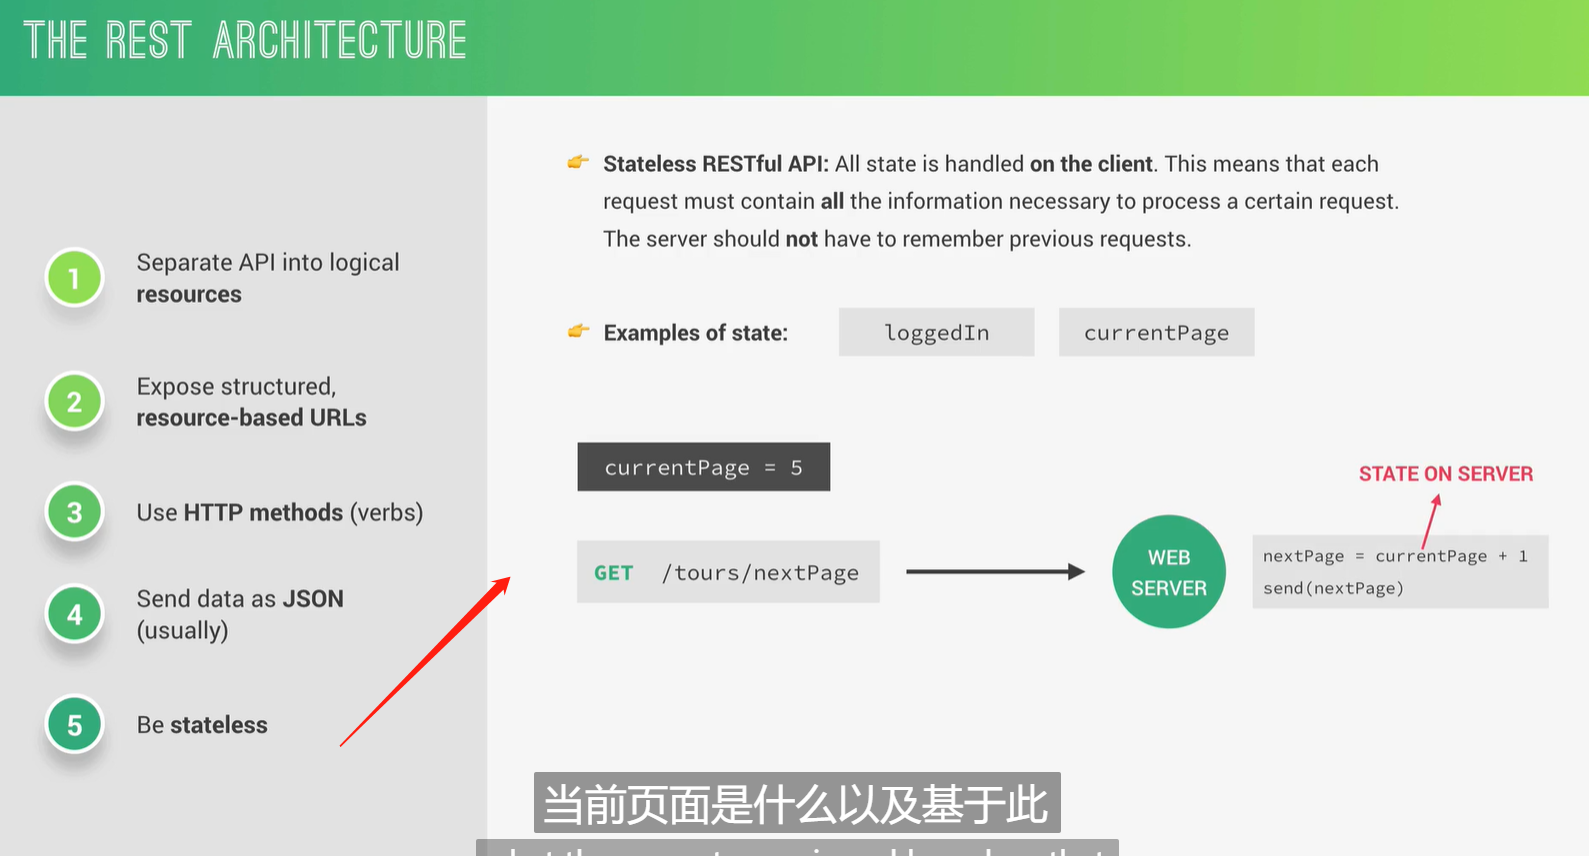 THE REST ARCHITECTURE
1
Separate API into logical
resources
2
Expose structured,
resource-based URLs
3
Use HTTP methods (verbs)
4
Send data as JSON
(usually)
5
Be stateless
Stateless RESTful API: All state is handled on the client. This means that each
request must contain all the information necessary to process a certain request.
The server should not have to remember previous requests.
Examples of state:
loggedIn
currentPage
currentPage = 5
GET /tours/nextPage
WEB
SERVER
STATE ON SERVER
nextPage = currentPage + 1
send(nextPage)
当前页面是什么以及基于此